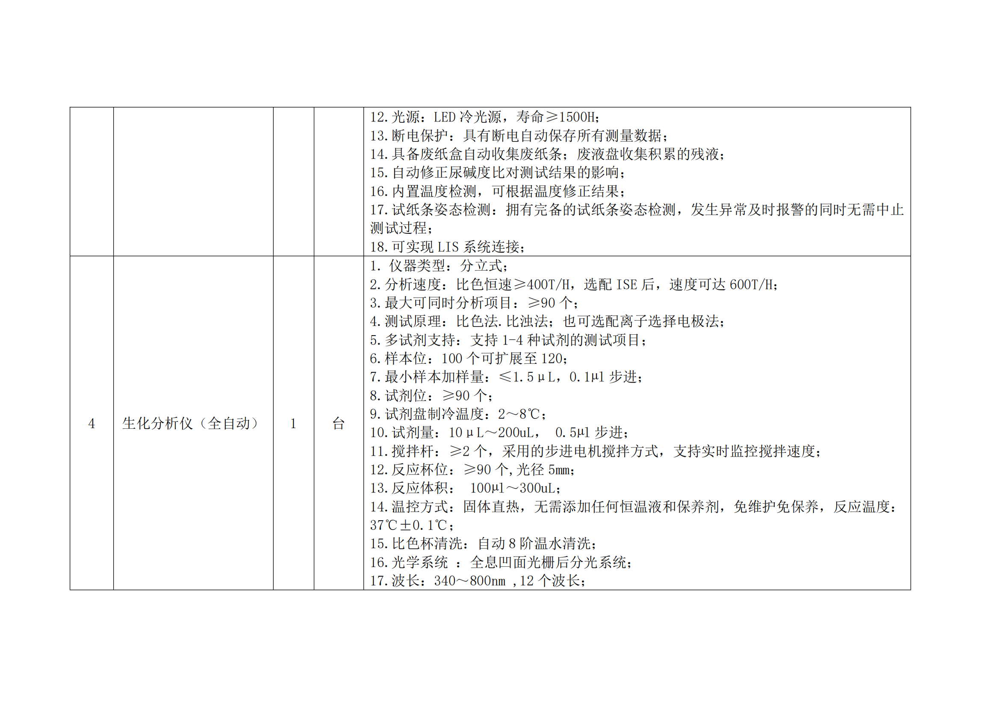 12.光源：LED 冷光源，寿命≥1500H；
13.断电保护：具有断电自动保存所有测量数据；
14.具备废纸盒自动收集废纸条；废液盘收集积累的残液；
15.自动修正尿碱度比对测试结果的影响；
16.内置温度检测，可根据温度修正结果；
17.试纸条姿态检测：拥有完备的试纸条姿态检测，发生异常及时报警的同时无需中止
测试过程；
18.可实现 LIS 系统连接；
4
生化分析仪（全自动）
1
台
1. 仪器类型：分立式；
2.分析速度：比色恒速≥400T/H，选配 ISE 后，速度可达 600T/H；
3.最大可同时分析项目：≥90 个；
4.测试原理：比色法.比浊法；也可选配离子选择电极法；
5.多试剂支持：支持 1-4 种试剂的测试项目；
6.样本位：100 个可扩展至 120；
7.最小样本加样量：≤1.5μL，0.1μl 步进；
8.试剂位：≥90 个；
9.试剂盘制冷温度：2～8℃；
10.试剂量：10μL～200uL， 0.5μl 步进；
11.搅拌杆：≥2 个，采用的步进电机搅拌方式，支持实时监控搅拌速度；
12.反应杯位：≥90 个,光径 5mm；
13.反应体积： 100μl～300uL；
14.温控方式：固体直热，无需添加任何恒温液和保养剂，免维护免保养，反应温度：
37℃±0.1℃；
15.比色杯清洗：自动 8 阶温水清洗；
16.光学系统 ：全息凹面光栅后分光系统；
17.波长：340～800nm ,12 个波长；